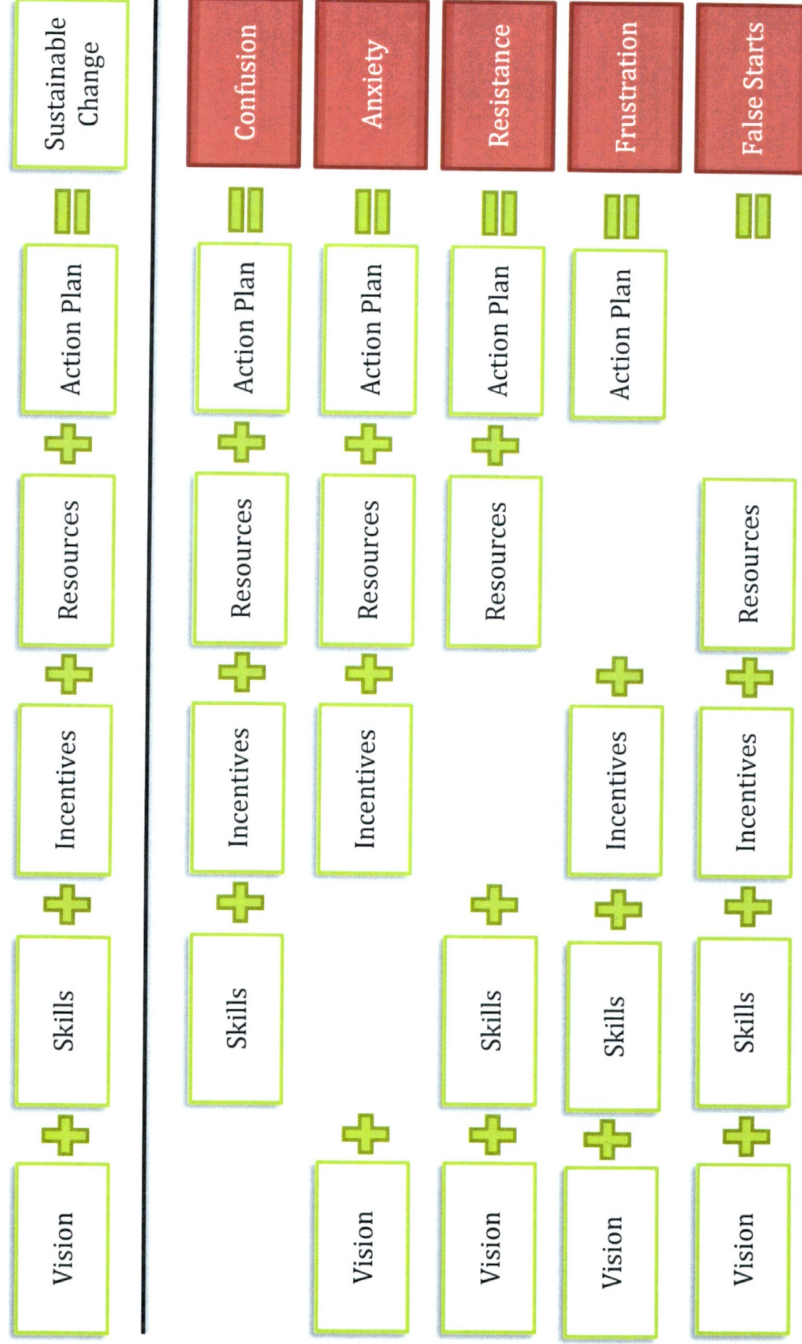 Vision + Skills + Incentives + Resources + Action Plan = Sustainable
Change
Skills + Incentives + Resources + Action Plan = Confusion
Vision + Incentives + Resources + Action Plan = Anxiety
Vision + Skills + Resources + Action Plan = Resistance
Vision + Skills + Incentives + Action Plan = Frustration
Vision + Skills + Incentives + Resources = False Starts